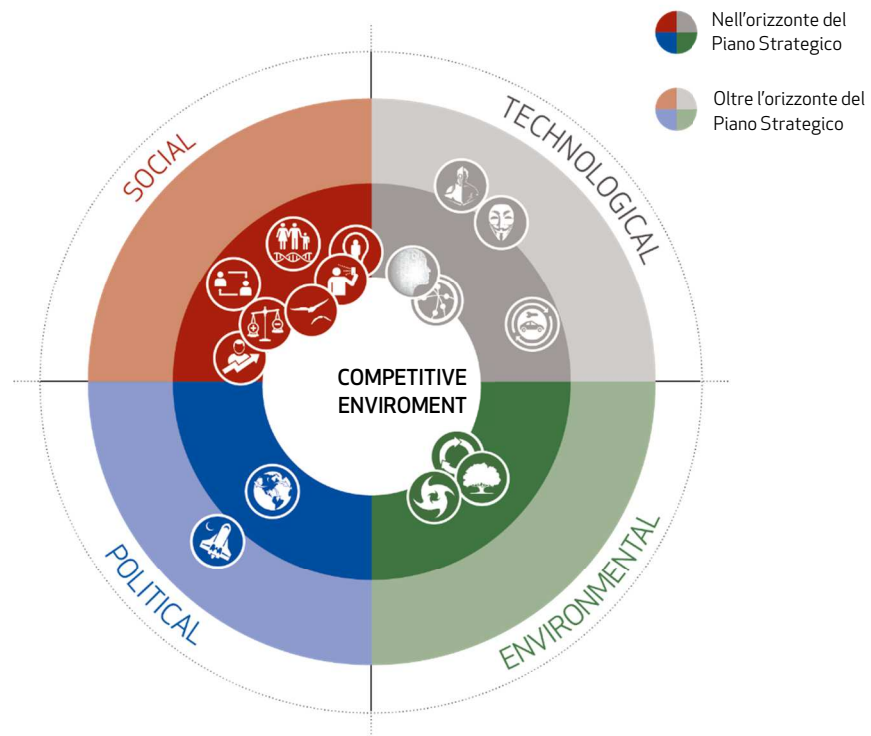 Nell'orizzonte del
Piano Strategico
Oltre l'orizzonte del
Piano Strategico
SOCIAL
TECHNOLOGICAL
COMPETITIVE
ENVIROMENT
POLITICAL
ENVIRONMENTAL